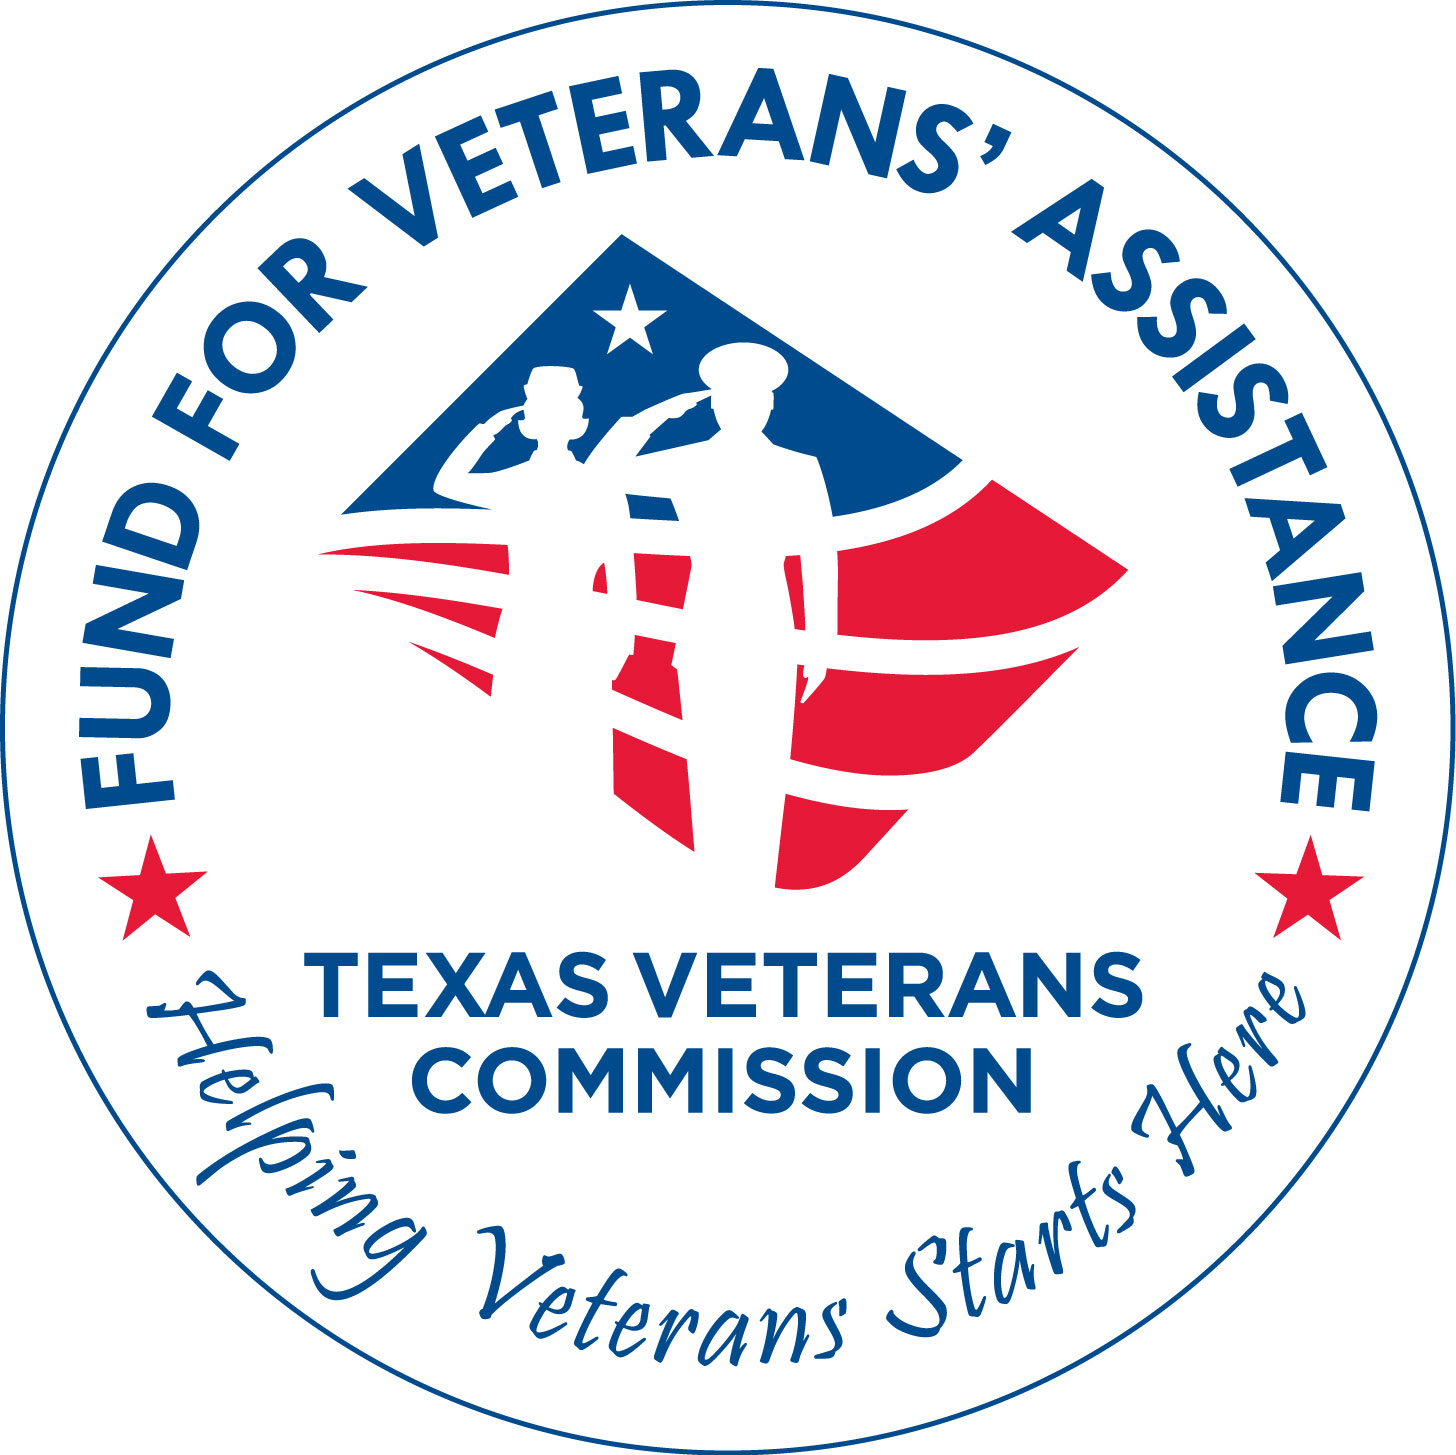 FUND FOR VETERANS’ ASSISTANCE
TEXAS VETERANS
COMMISSION
Helping Veterans Starts Here